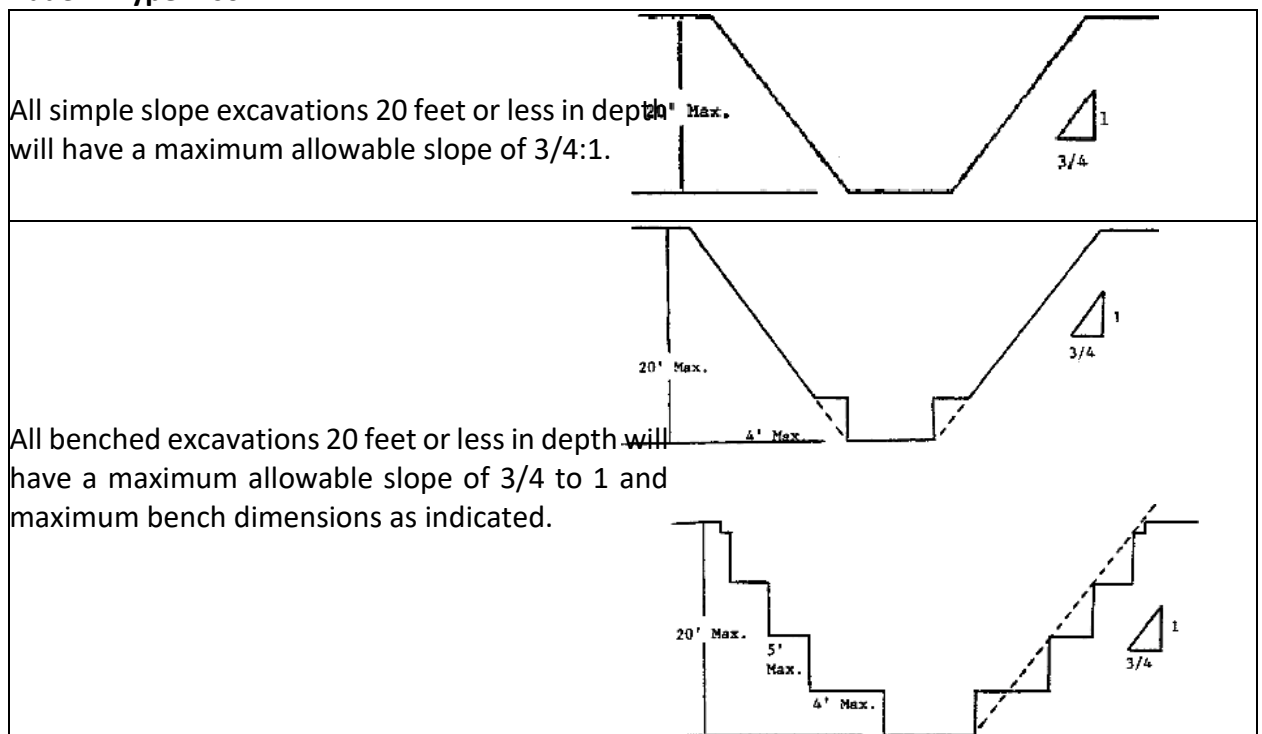 All simple slope excavations 20 feet or less in depth
will have a maximum allowable slope of 3/4:1.
20' Max.
1
3/4
All benched excavations 20 feet or less in depth will
have a maximum allowable slope of 3/4 to 1 and
maximum bench dimensions as indicated.
20' Max.
4' Max.
1
3/4
20' Max.
5'
Max.
4' Max.
1
3/4